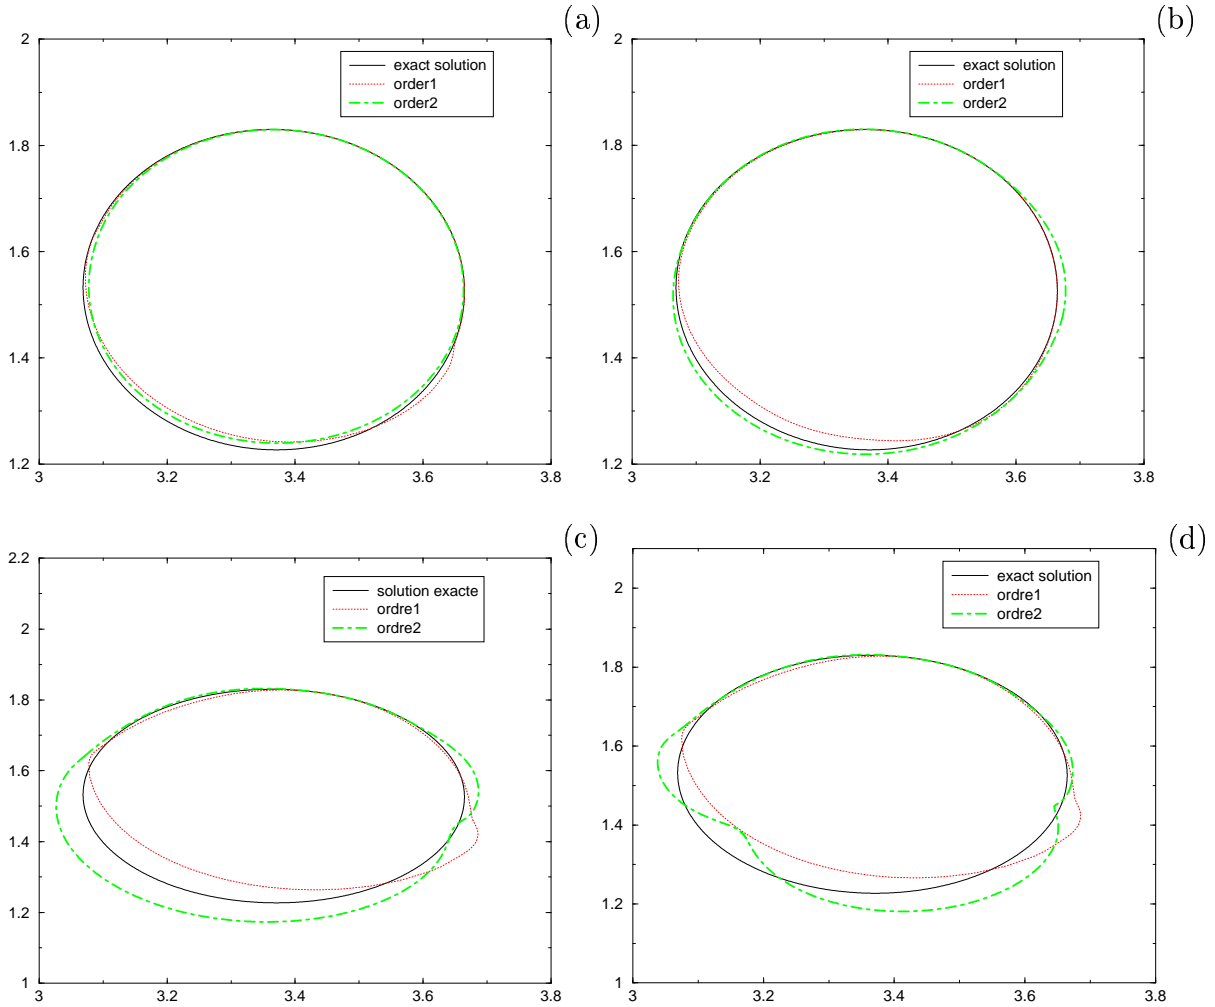 (a)
2
1.8
1.6
1.4
1.2
3
3.2
3.4
3.6
3.8
exact solution
order1
order2
(b)
2
1.8
1.6
1.4
1.2
3
3.2
3.4
3.6
3.8
exact solution
order1
order2
(c)
2.2
2
1.8
1.6
1.4
1.2
1
3
3.2
3.4
3.6
3.8
solution exacte
ordre1
ordre2
(d)
2
1.8
1.6
1.4
1.2
1
3
3.2
3.4
3.6
3.8
exact solution
ordre1
ordre2